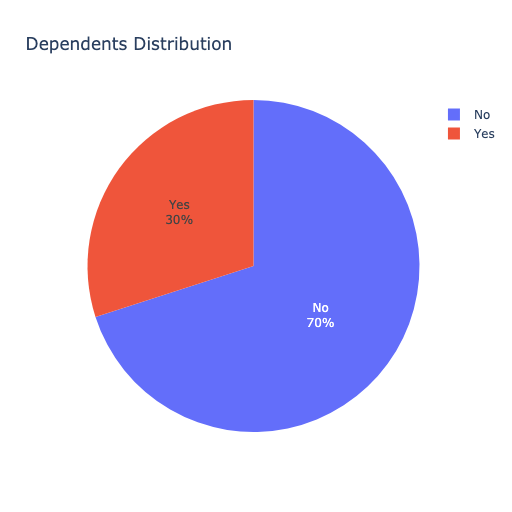 Dependents Distribution
No
Yes
Yes
30%
No
70%